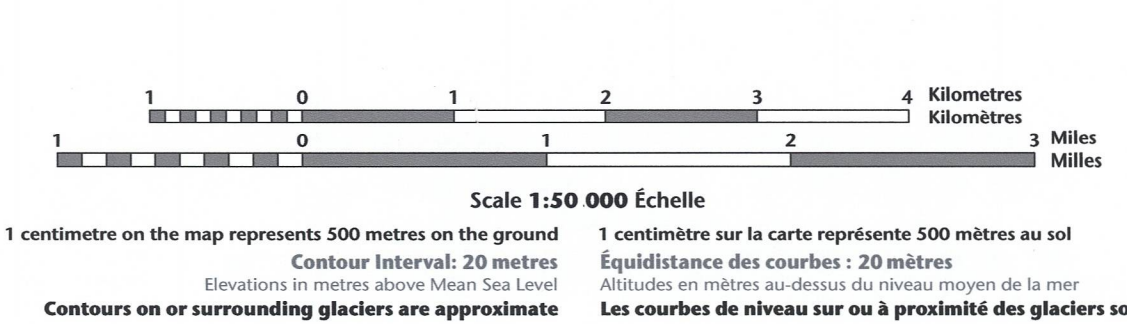 1 0 1 2 3 4 Kilometres
Kilomètres
1 0 1 2 3 Miles
Milles
Scale 1:50 000 Échelle
1 centimetre on the map represents 500 metres on the ground
Contour Interval: 20 metres
Elevations in metres above Mean Sea Level
Contours on or surrounding glaciers are approximate
1 centimètre sur la carte représente 500 mètres au sol
Équidistance des courbes : 20 mètres
Altitudes en mètres au-dessus du niveau moyen de la mer
Les courbes de niveau sur ou à proximité des glaciers